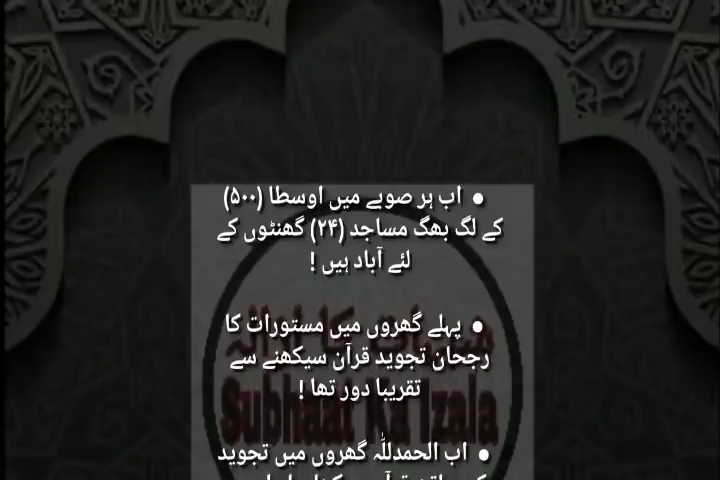 • اب ہر صوبے میں اوسطا (۵۰۰)
کے لگ بھگ مساجد (۲۴) گھنٹوں کے
لئے آباد ہیں !
• پہلے گھروں میں مستورات کا
رجحان تجوید قرآن سیکھنے سے
تقریبا دور تھا !
• اب الحمدللّٰہ گھروں میں تجوید
Subhaat Ka Izala